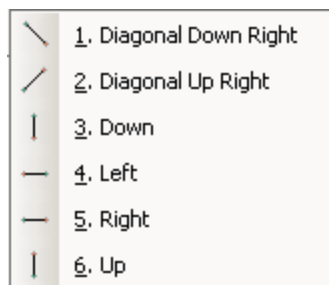 1. Diagonal Down Right
2. Diagonal Up Right
3. Down
4. Left
5. Right
6. Up